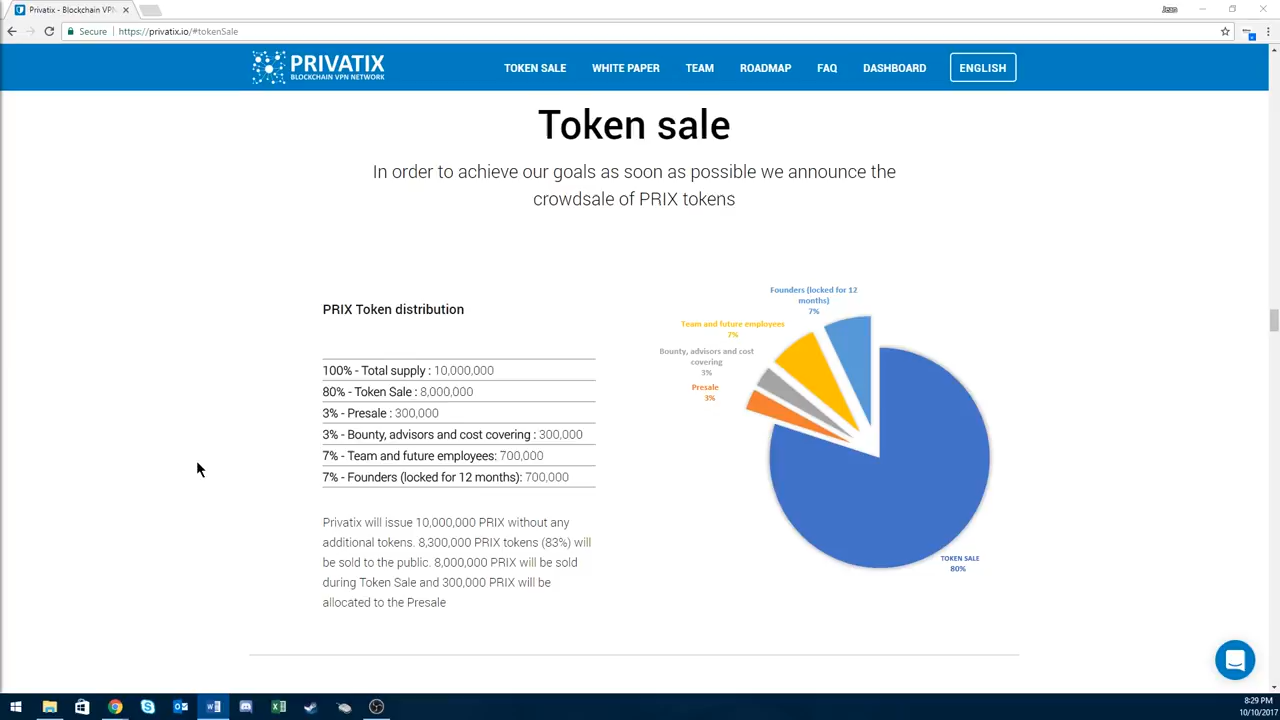 Privatix - Blockchain VPN
Secure
https://privatix.io/#tokenSale
PRIVATIX
BLOCKCHAIN VPN NETWORK
TOKEN SALE
WHITE PAPER
TEAM
ROADMAP
FAQ
DASHBOARD
ENGLISH
Token sale
In order to achieve our goals as soon as possible we announce the
crowdsale of PRIX tokens
PRIX Token distribution
100% - Total supply : 10,000,000
80% - Token Sale : 8,000,000
3% - Presale : 300,000
3% - Bounty, advisors and cost covering : 300,000
7% - Team and future employees: 700,000
7% - Founders (locked for 12 months): 700,000
Privatix will issue 10,000,000 PRIX without any
additional tokens. 8,300,000 PRIX tokens (83%) will
be sold to the public. 8,000,000 PRIX will be sold
during Token Sale and 300,000 PRIX will be
allocated to the Presale
Founders (locked for 12
months)
7%
Team and future employees
7%
Bounty, advisors and cost
covering
3%
Presale
3%
TOKEN SALE
80%
8:29 PM
10/10/2017